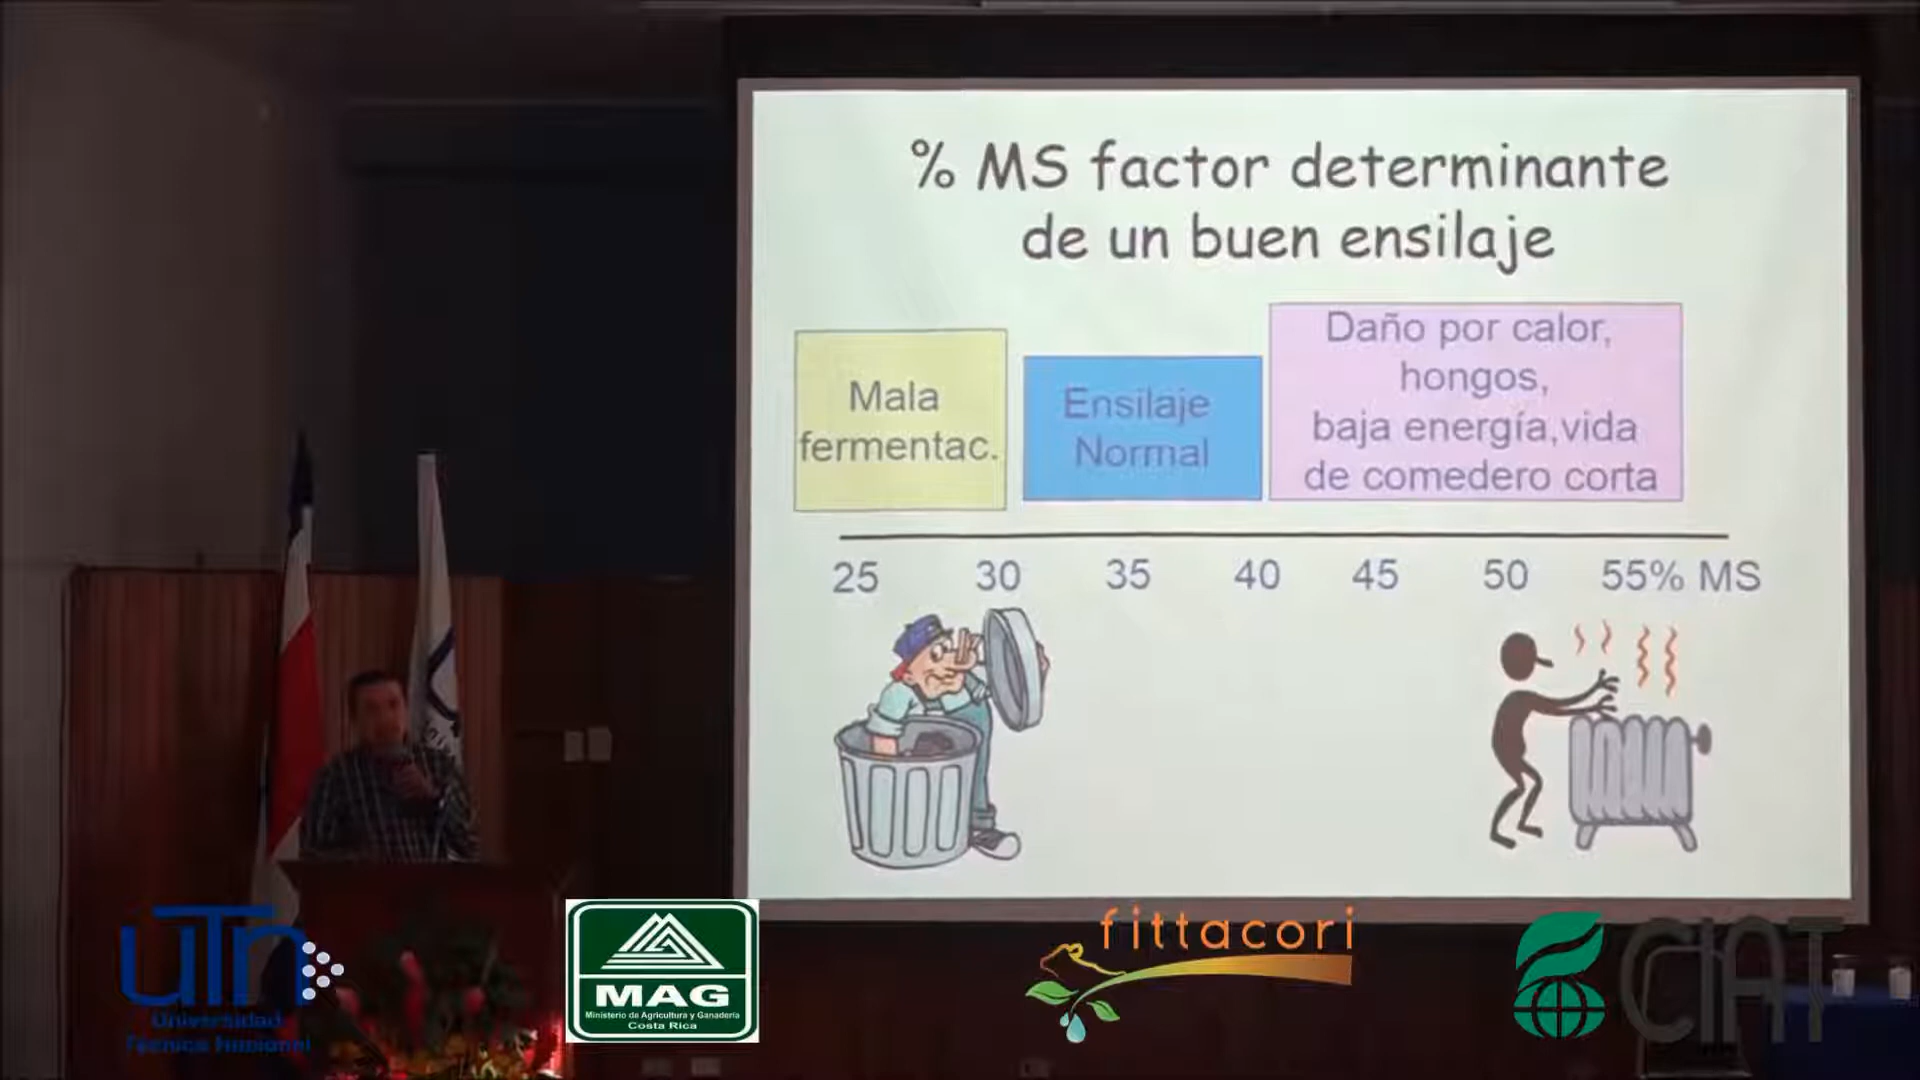 % MS factor determinante
de un buen ensilaje
Mala
fermentac.
Ensilaje
Normal
Daño por calor,
hongos,
baja energía,vida
de comedero corta
25 30 35 40 45 50 55% MS
uTn
Universidad
Técnica Nacional
MAG
Ministerio de Agricultura y Ganadería
Costa Rica
fittacori
CIAT